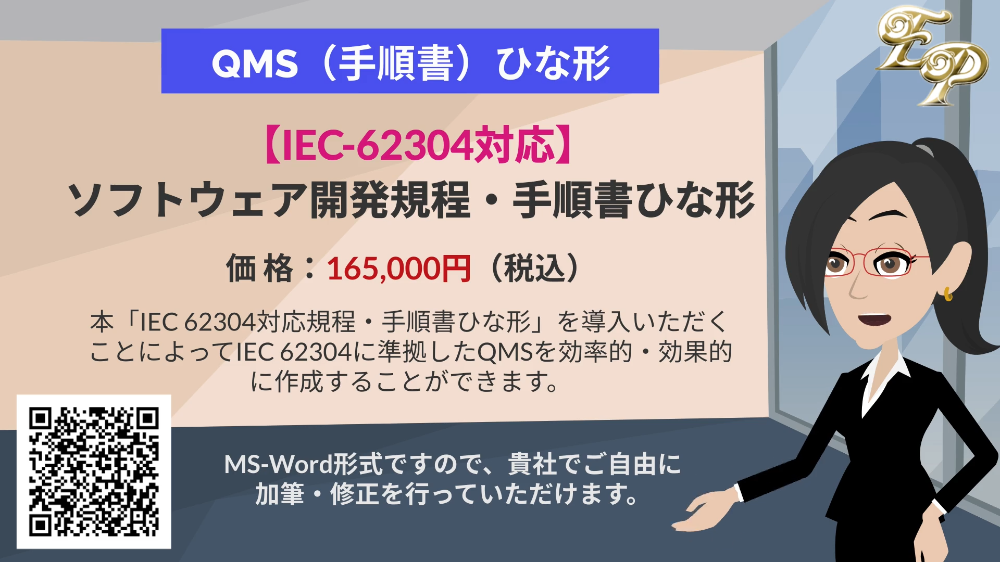 EP
QMS（手順書）ひな形
【IEC-62304対応】
ソフトウェア開発規程・手順書ひな形
価 格：165,000円（税込）
本「IEC 62304対応規程・手順書ひな形」を導入いただく
ことによってIEC 62304に準拠したQMSを効率的・効果的
に作成することができます。
MS-Word形式ですので、貴社でご自由に
加筆・修正を行っていただけます。